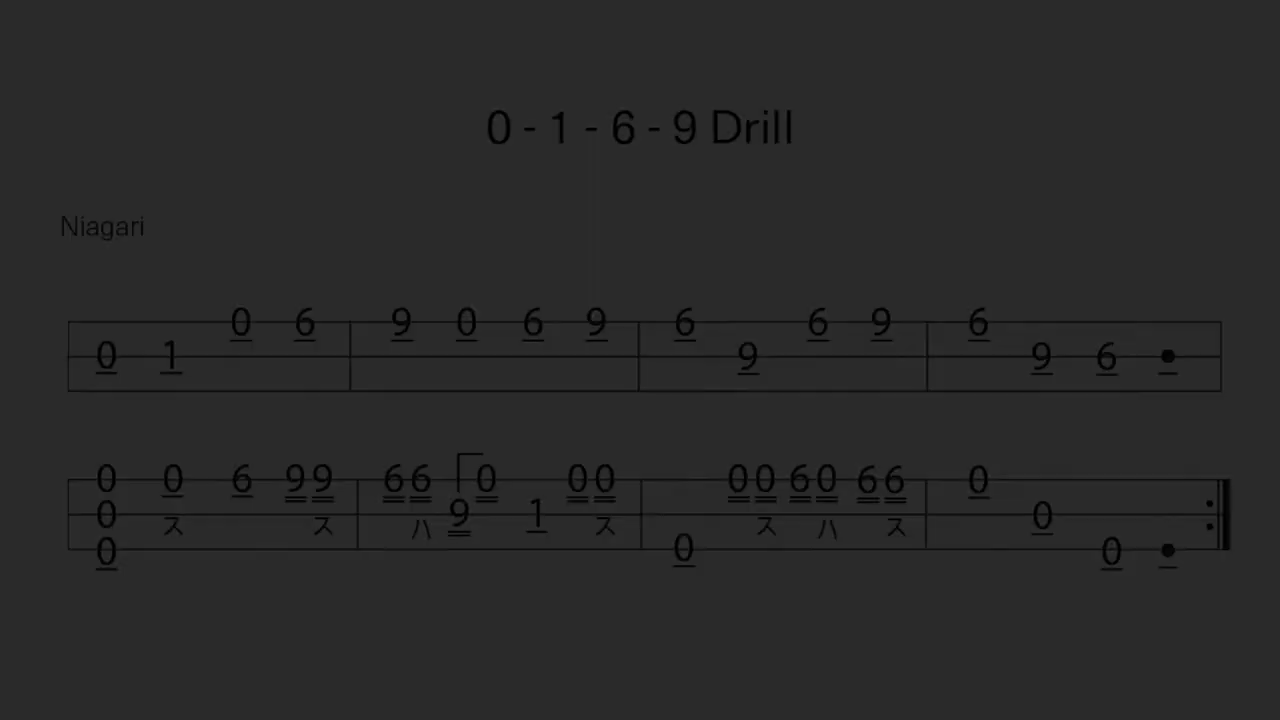 0 - 1 - 6 - 9 Drill
Niagari
0 6 9 0 6 9 6 6 9 6
0 1 9 9 6
0 0 6 9 9 6 6 0 0 0 0 0 6 0 6 6 0
0 ス ス ハ 9 1 ス ス ハ ス 0
0 0 0